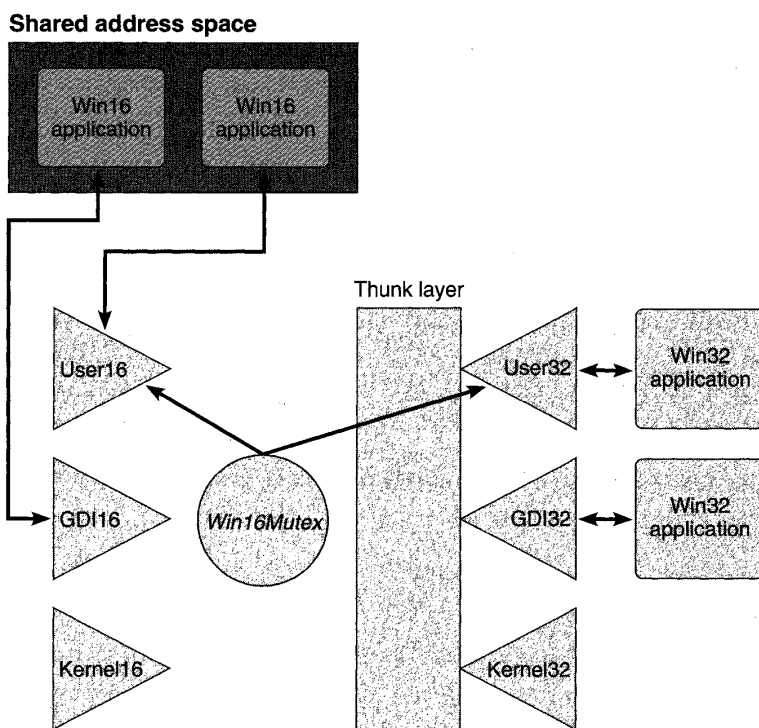 Shared address space
Win16
application
Win16
application
Thunk layer
User16
User32
Win32
application
GDI16
Win16Mutex
GDI32
Win32
application
Kernel16
Kernel32